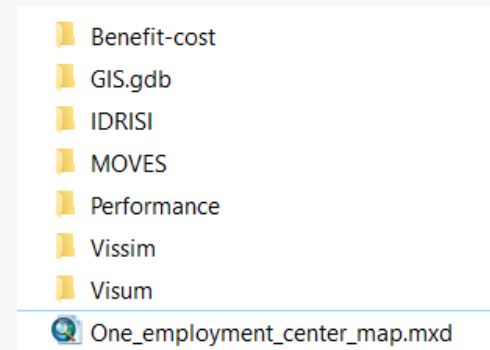 Benefit-cost
GIS.gdb
IDRISI
MOVES
Performance
Vissim
Visum
One_employment_center_map.mxd